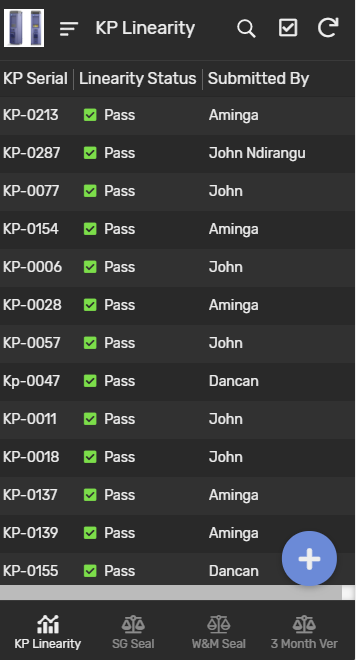 KP Linearity
KP Serial Linearity Status Submitted By
KP-0213 Pass Aminga
KP-0287 Pass John Ndirangu
KP-0077 Pass John
KP-0154 Pass Aminga
KP-0006 Pass John
KP-0028 Pass Aminga
KP-0057 Pass John
Kp-0047 Pass Dancan
KP-0011 Pass John
KP-0018 Pass John
KP-0137 Pass Aminga
KP-0139 Pass Aminga
KP-0155 Pass Dancan
KP Linearity SG Seal W&M Seal 3 Month Ver